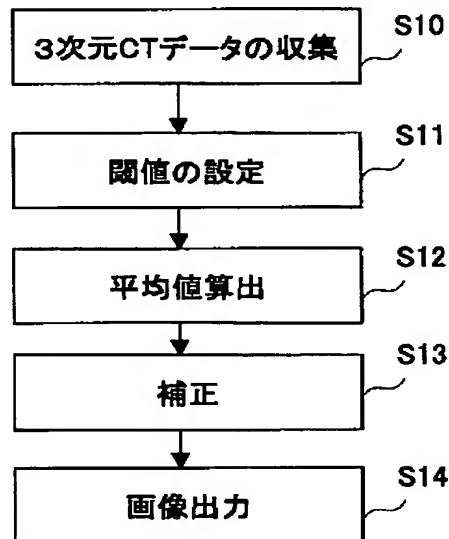 S10
3次元CTデータの収集
S11
閾値の設定
S12
平均値算出
S13
補正
S14
画像出力